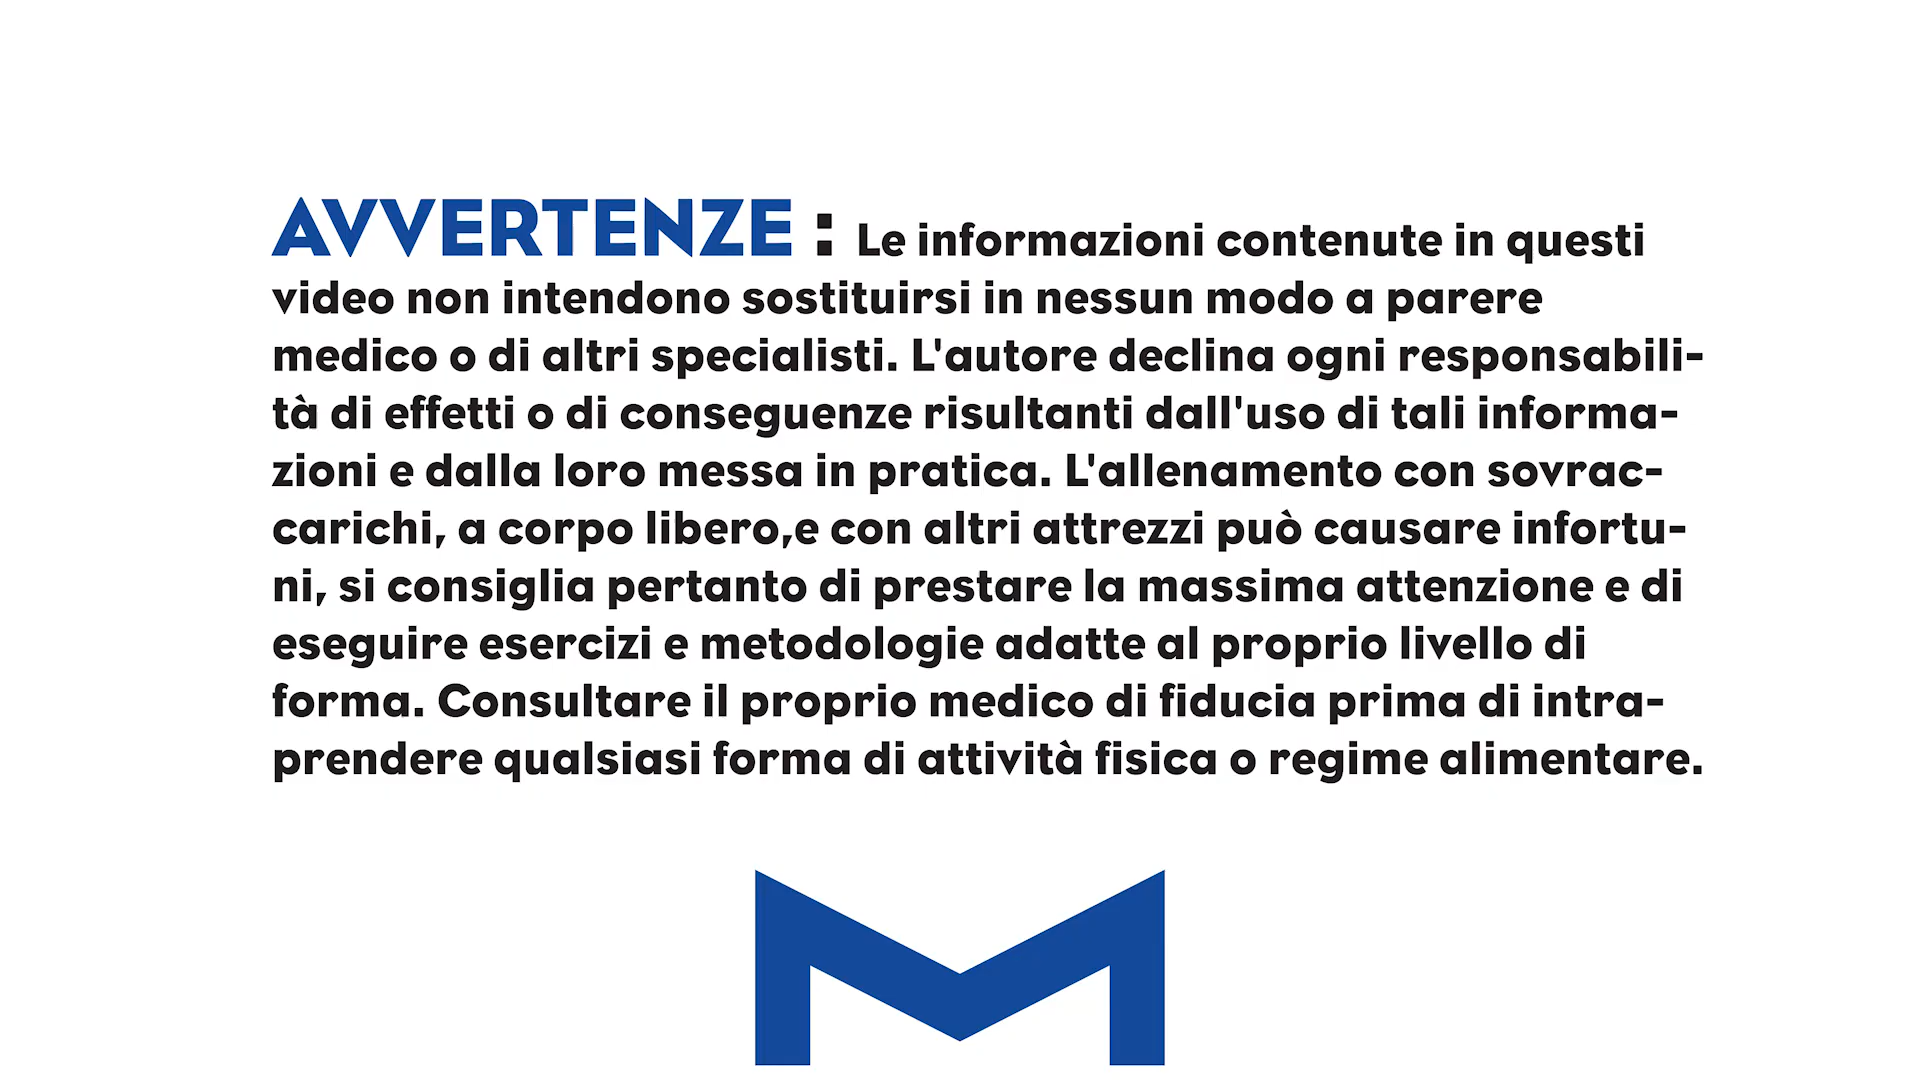 AVVERTENZE : Le informazioni contenute in questi
video non intendono sostituirsi in nessun modo a parere
medico o di altri specialisti. L'autore declina ogni responsabili-
tà di effetti o di conseguenze risultanti dall'uso di tali informa-
zioni e dalla loro messa in pratica. L'allenamento con sovrac-
carichi, a corpo libero,e con altri attrezzi può causare infortu-
ni, si consiglia pertanto di prestare la massima attenzione e di
eseguire esercizi e metodologie adatte al proprio livello di
forma. Consultare il proprio medico di fiducia prima di intra-
prendere qualsiasi forma di attività fisica o regime alimentare.
M